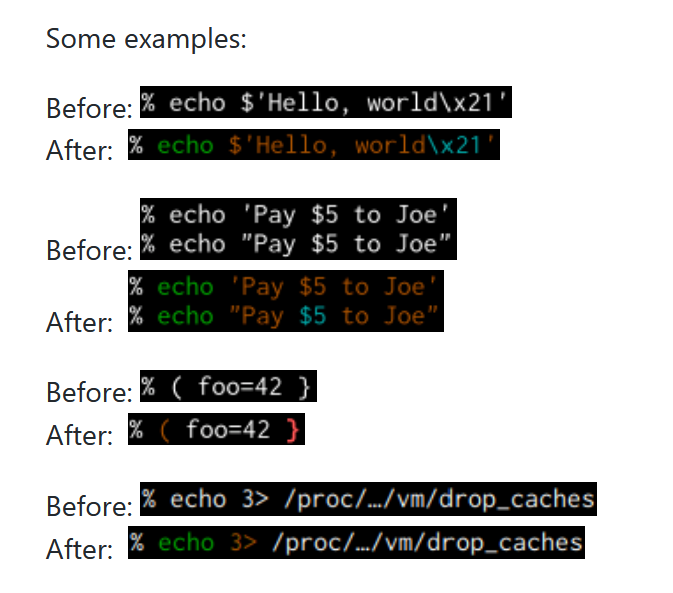 Some examples:
Before: % echo $'Hello, world\x21'
After: % echo $'Hello, world\x21'
% echo 'Pay $5 to Joe'
Before: % echo "Pay $5 to Joe"
% echo 'Pay $5 to Joe'
After: % echo "Pay $5 to Joe"
Before: % ( foo=42 }
After: % ( foo=42 }
Before: % echo 3> /proc/…/vm/drop_caches
After: % echo 3> /proc/…/vm/drop_caches